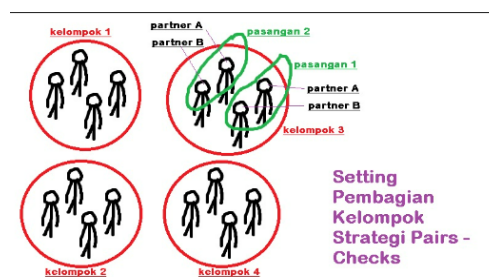 kelompok 1
partner A
partner B
pasangan 2
pasangan 1
partner A
partner B
kelompok 3
kelompok 2
kelompok 4
Setting
Pembagian
Kelompok
Strategi Pairs -
Checks